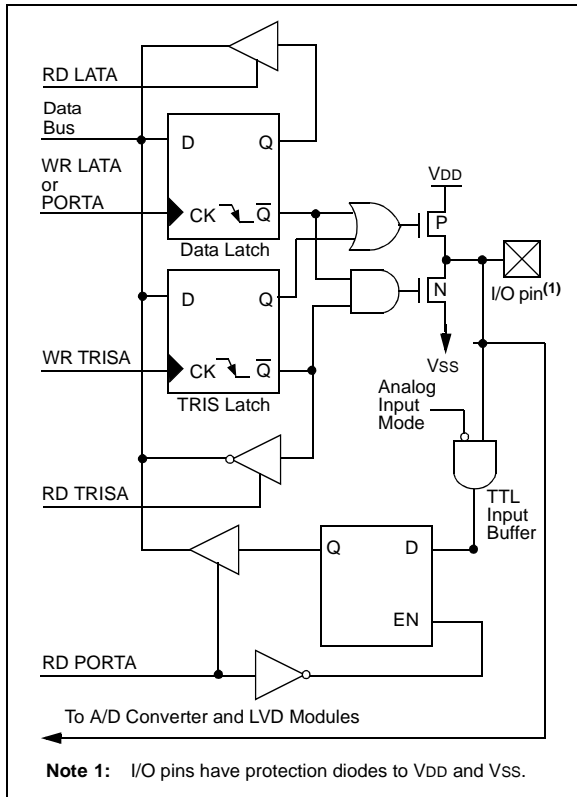 RD LATA
Data
Bus
D Q
WR LATA
or
PORTA
CK Q
Data Latch
VDD
P
N
I/O pin(1)
D Q
WR TRISA
CK Q
TRIS Latch
VSS
Analog
Input
Mode
RD TRISA
TTL
Input
Buffer
Q D
EN
RD PORTA
To A/D Converter and LVD Modules
Note 1: I/O pins have protection diodes to VDD and VSS.